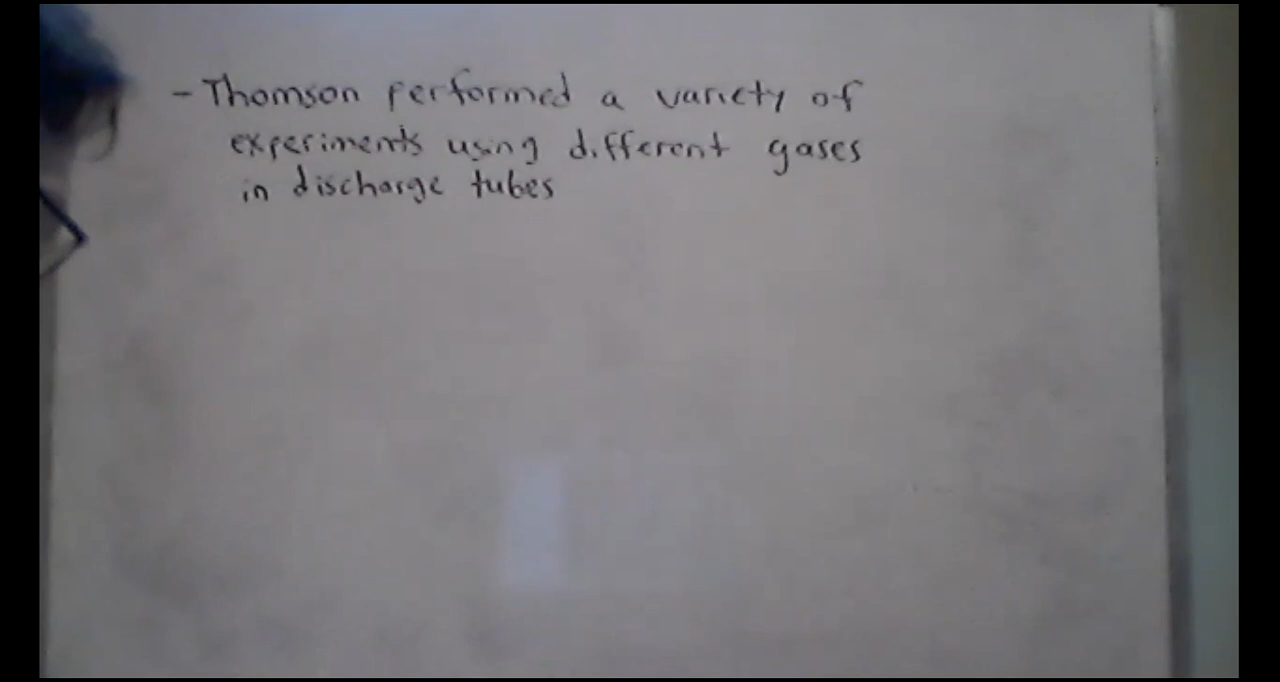 - Thomson performed a variety of
experiments using different gases
in discharge tubes